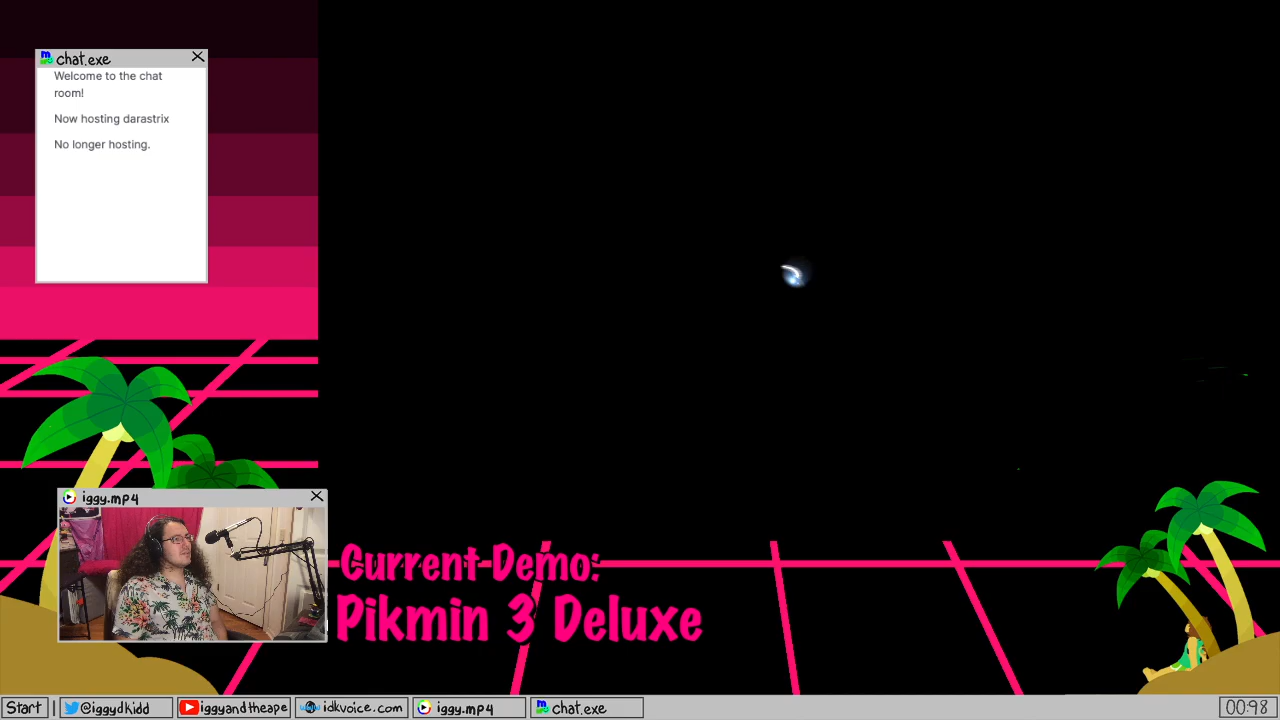 chat.exe
Welcome to the chat
room!
Now hosting darastrix
No longer hosting.
iggy.mp4
Current Demo:
Pikmin 3 Deluxe
Start
@iggydkidd
iggyandtheape
idkvoice.com
iggy.mp4
chat.exe
00:98